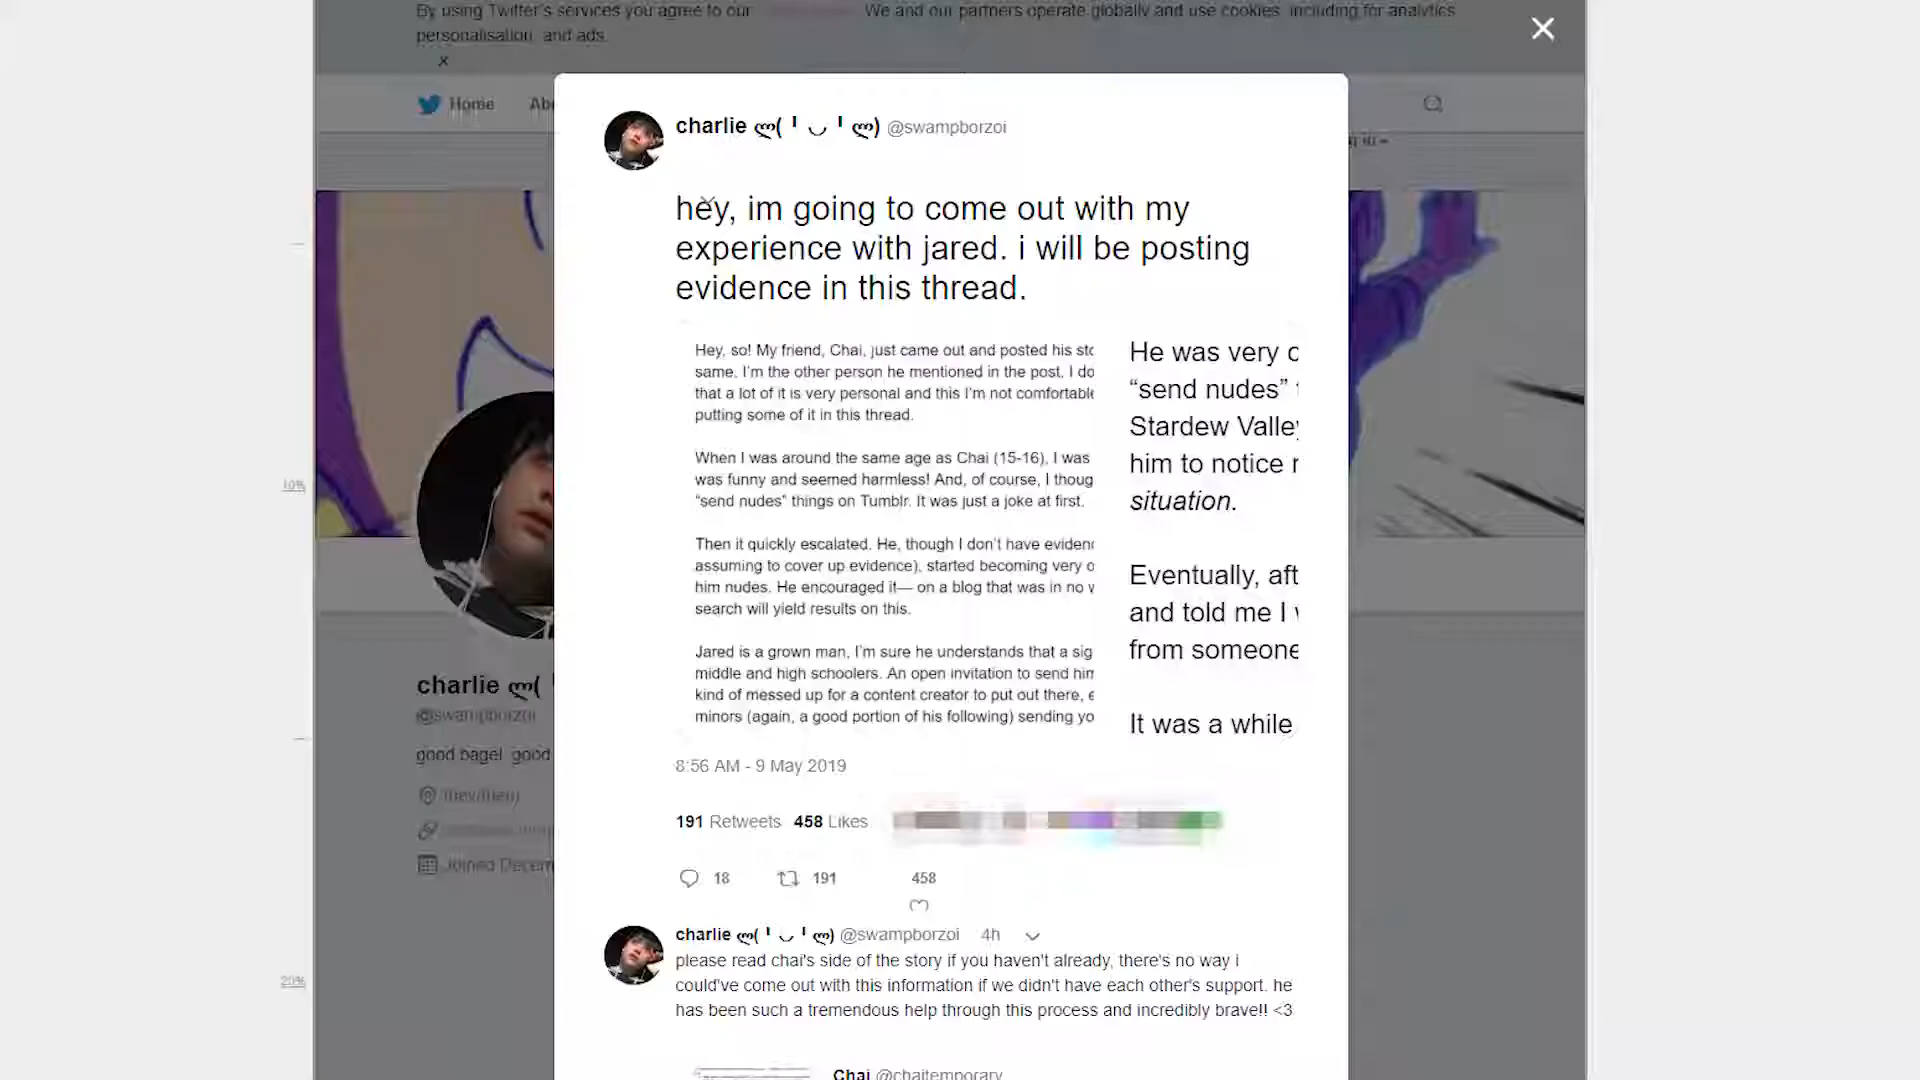 By using Twitter's services you agree to our We and our partners operate globally and use cookies, including for analytics,
personalisation, and ads.
Home
charlie ლ(╹◡╹ლ) @swampborzoi
hey, im going to come out with my
experience with jared. i will be posting
evidence in this thread.
Hey, so! My friend, Chai, just came out and posted his
same. I'm the other person he mentioned in the post. I do
that a lot of it is very personal and this I'm not comfortable
putting some of it in this thread.
When I was around the same age as Chai (15-16), I was
was funny and seemed harmless! And, of course, I
“send nudes” things on Tumblr. It was just a joke at first.
Then it quickly escalated. He, though I don't have
assuming to cover up evidence), started becoming very
him nudes. He encouraged it— on a blog that was in no
search will yield results on this.
Jared is a grown man, I'm sure he understands that a
middle and high schoolers. An open invitation to send
kind of messed up for a content creator to put out there,
minors (again, a good portion of his following) sending
He was very
“send nudes”
Stardew Valley
him to notice
situation.
Eventually,
and told me I
from someone
It was a while
8:56 AM - 9 May 2019
191 Retweets 458 Likes
18 191 458
charlie ლ(╹◡╹ლ) @swampborzoi 4h
please read chai's side of the story if you haven't already, there's no way i
could've come out with this information if we didn't have each other's support. he
has been such a tremendous help through this process and incredibly brave!! <3
Chai @chaitemporary
charlie ლ(
@swampborzoi
good bagel. good
they/them
Joined
10%
20%